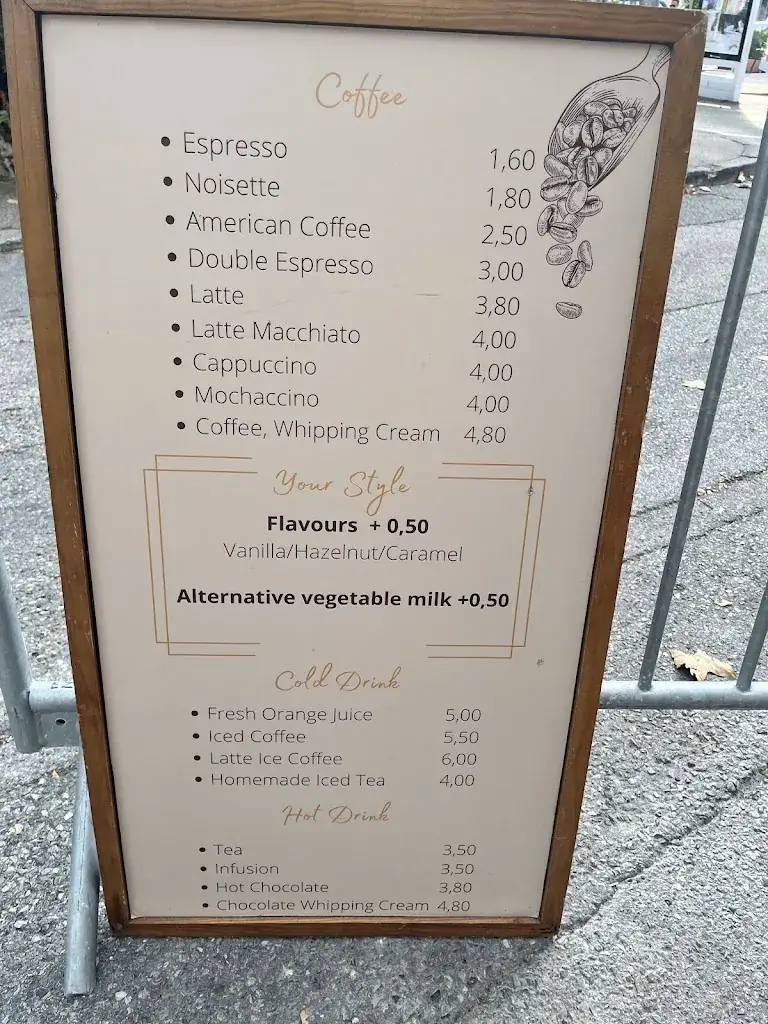 Coffee
• Espresso 1,60
• Noisette 1,80
• American Coffee 2,50
• Double Espresso 3,00
• Latte 3,80
• Latte Macchiato 4,00
• Cappuccino 4,00
• Mochaccino 4,00
• Coffee, Whipping Cream 4,80
Your Style
Flavours + 0,50
Vanilla/Hazelnut/Caramel
Alternative vegetable milk +0,50
Cold Drink
• Fresh Orange Juice 5,00
• Iced Coffee 5,50
• Latte Ice Coffee 6,00
• Homemade Iced Tea 4,00
Hot Drink
• Tea 3,50
• Infusion 3,50
• Hot Chocolate 3,80
• Chocolate Whipping Cream 4,80